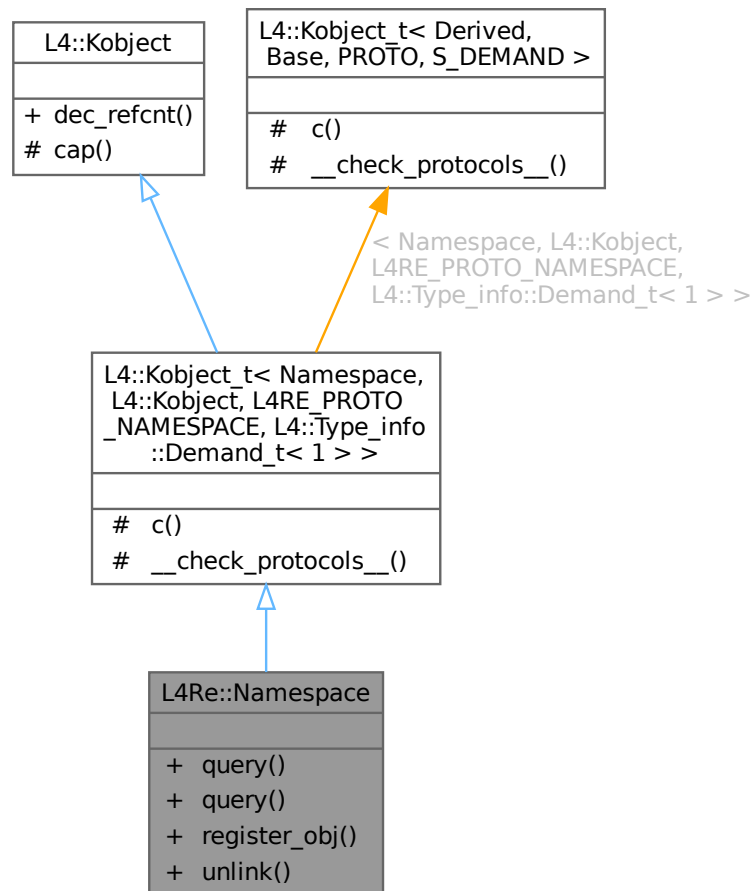 L4::Kobject
+ dec_refcnt()
# cap()
L4::Kobject_t< Derived,
Base, PROTO, S_DEMAND >
# c()
# __check_protocols__()
< Namespace, L4::Kobject,
L4RE_PROTO_NAMESPACE,
L4::Type_info::Demand_t< 1 > >
L4::Kobject_t< Namespace,
L4::Kobject, L4RE_PROTO
_NAMESPACE, L4::Type_info
::Demand_t< 1 > >
# c()
# __check_protocols__()
L4Re::Namespace
+ query()
+ query()
+ register_obj()
+ unlink()